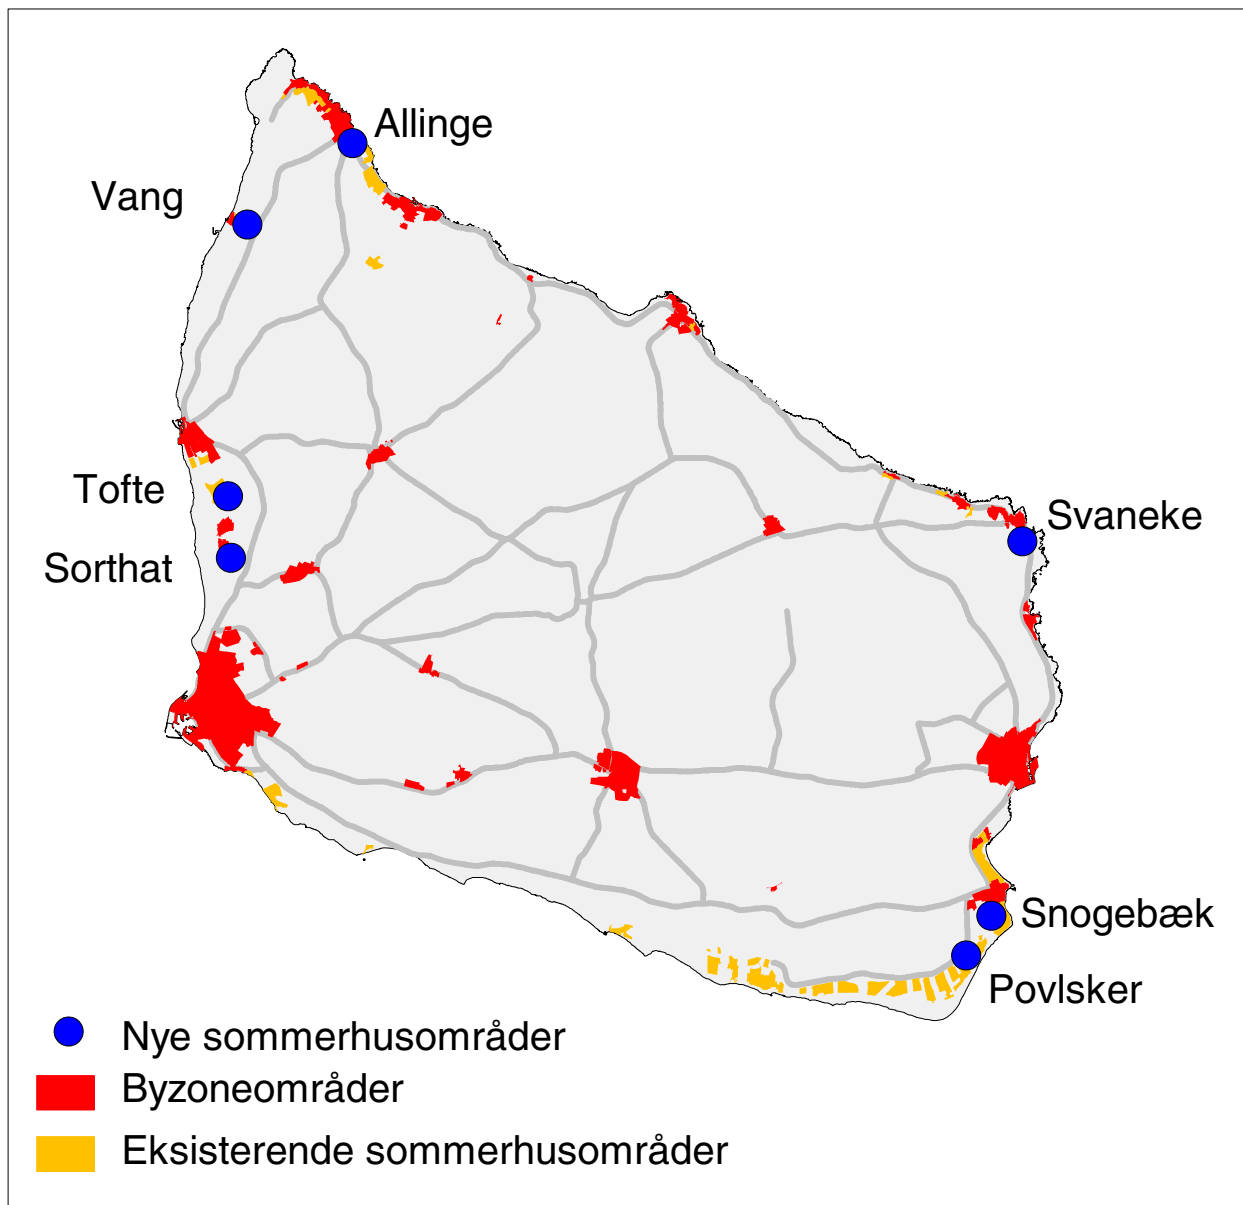 Allinge
Vang
Tofte
Svaneke
Sorthat
Snogebæk
Povlsker
Nye sommerhusområder
Byzoneområder
Eksisterende sommerhusområder